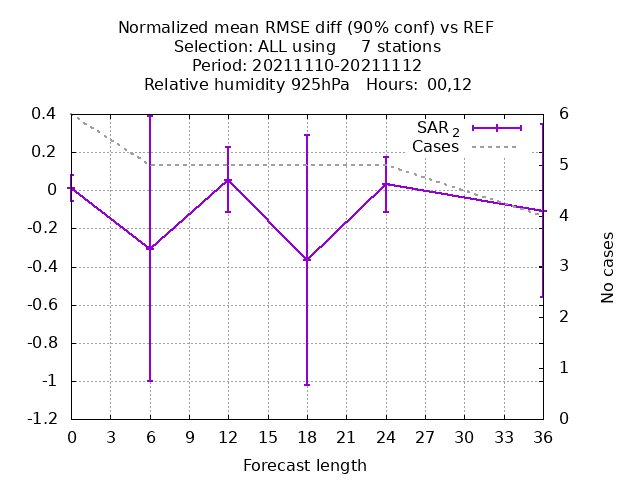 Normalized mean RMSE diff (90% conf) vs REF
Selection: ALL using     7 stations
Period: 20211110-20211112
Relative humidity 925hPa   Hours:  00,12
SAR 2
Cases
0.4
0.2
0
-0.2
-0.4
-0.6
-0.8
-1
-1.2
6
5
4
3
2
1
0
No cases
0 3 6 9 12 15 18 21 24 27 30 33 36
Forecast length